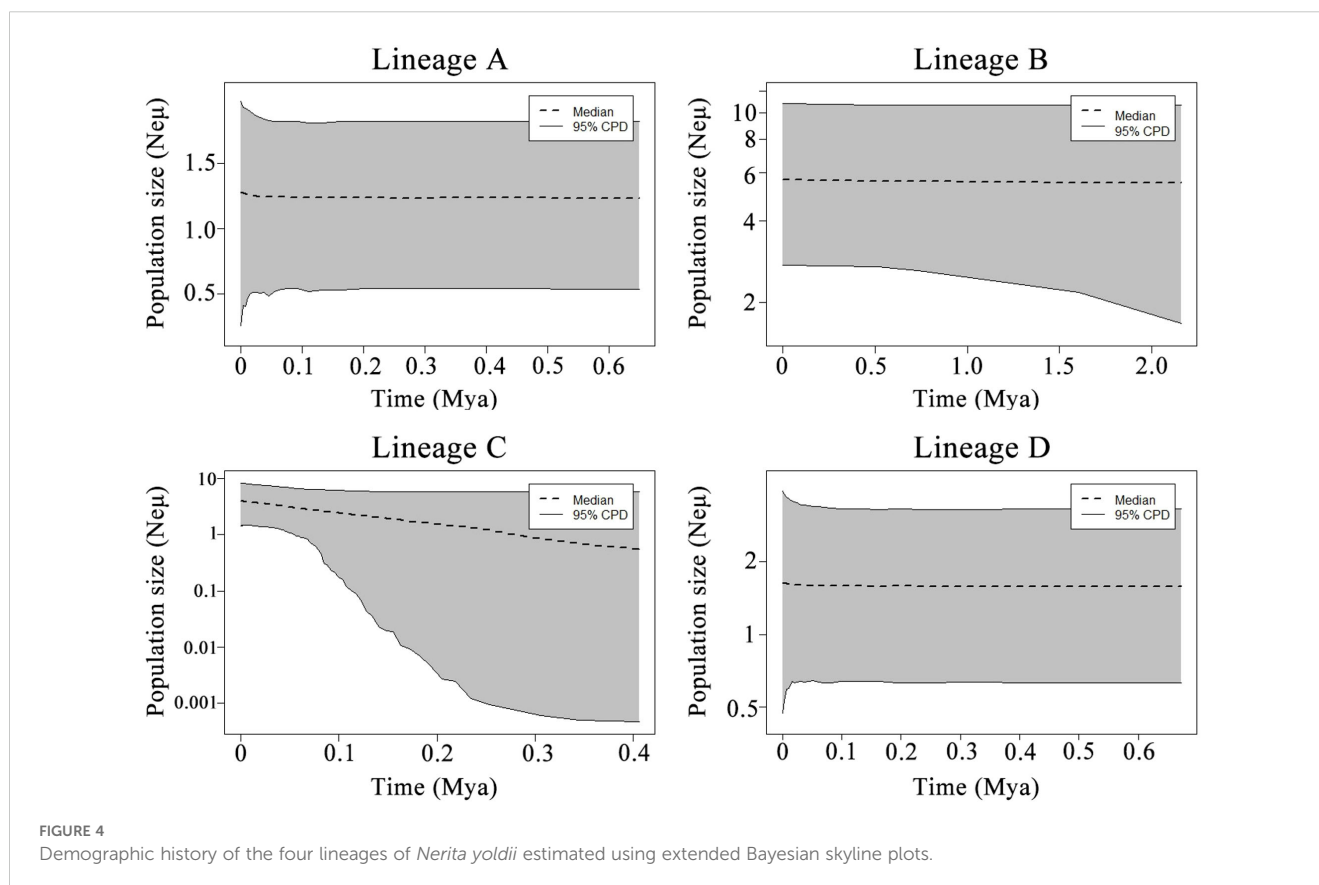 Lineage A
Population size (Neμ)
1.5
1.0
0.5
Median
95% CPD
0 0.1 0.2 0.3 0.4 0.5 0.6
Time (Mya)
Lineage B
Population size (Neμ)
10
8
6
4
2
Median
95% CPD
0 0.5 1.0 1.5 2.0
Time (Mya)
Lineage C
Population size (Neμ)
10
1
0.1
0.01
0.001
Median
95% CPD
0 0.1 0.2 0.3 0.4
Time (Mya)
Lineage D
Population size (Neμ)
2
1
0.5
Median
95% CPD
0 0.1 0.2 0.3 0.4 0.5 0.6
Time (Mya)
FIGURE 4
Demographic history of the four lineages of Nerita yoldii estimated using extended Bayesian skyline plots.